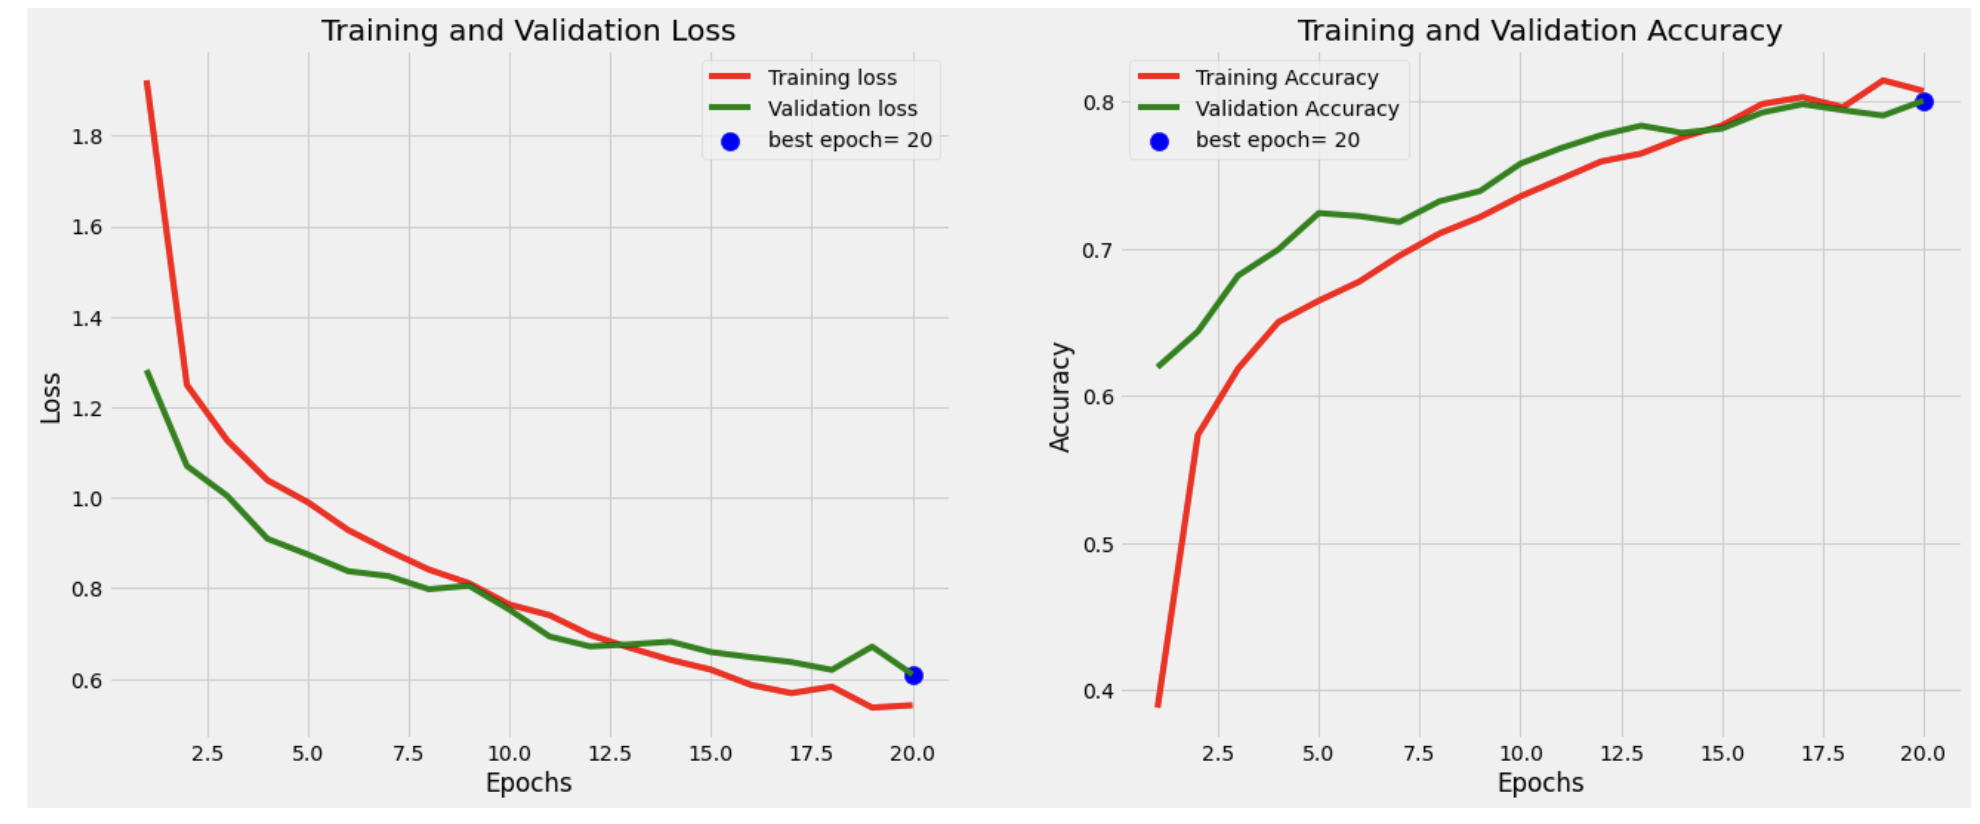 Training and Validation Loss
Training loss
Validation loss
best epoch= 20
1.8
1.6
1.4
1.2
1.0
0.8
0.6
Loss
2.5 5.0 7.5 10.0 12.5 15.0 17.5 20.0
Epochs
Training and Validation Accuracy
Training Accuracy
Validation Accuracy
best epoch= 20
0.8
0.7
0.6
0.5
0.4
Accuracy
2.5 5.0 7.5 10.0 12.5 15.0 17.5 20.0
Epochs